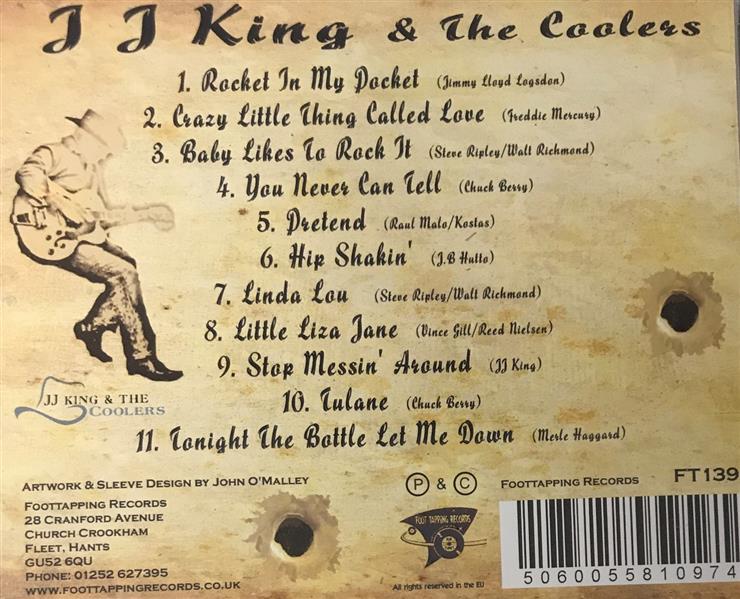 J J King & The Coolers
1. Rocket In My Pocket (Jimmy Lloyd Logsdon)
2. Crazy Little Thing Called Love (Freddie Mercury)
3. Baby Likes To Rock It (Steve Ripley/Walt Richmond)
4. You Never Can Tell (Chuck Berry)
5. Pretend (Raul Malo/Kostas)
6. Hip Shakin' (J.B Hutto)
7. Linda Lou (Steve Ripley/Walt Richmond)
8. Little Liza Jane (Vince Gill/Reed Nielsen)
9. Stop Messin' Around (JJ King)
10. Tulane (Chuck Berry)
11. Tonight The Bottle Let Me Down (Merle Haggard)
JJ KING & THE
COOLERS
ARTWORK & SLEEVE DESIGN BY JOHN O'MALLEY
FOOTTAPPING RECORDS
28 CRANFORD AVENUE
CHURCH CROOKHAM
FLEET, HANTS
GU52 6QU
PHONE: 01252 627395
WWW.FOOTTAPPINGRECORDS.CO.UK
P & C FOOTTAPPING RECORDS FT139
FOOT TAPPING RECORDS
All rights reserved in the EU
5060055810974